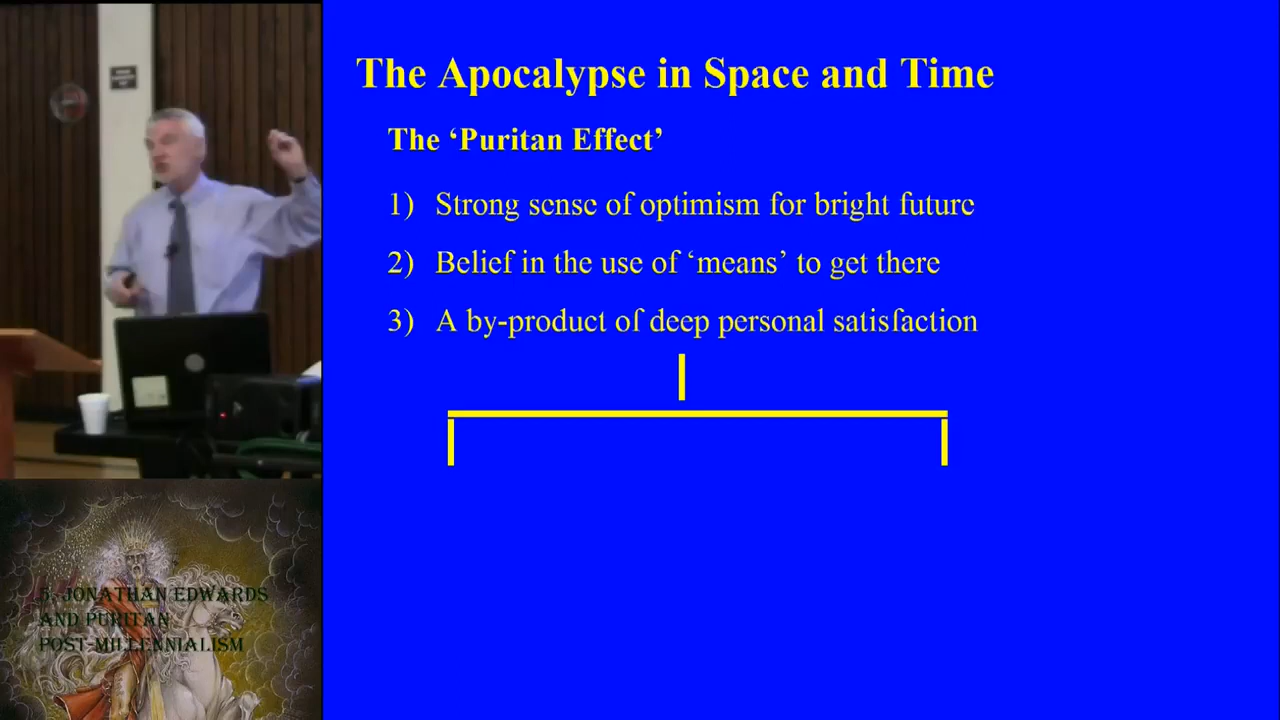 The Apocalypse in Space and Time
The ‘Puritan Effect’
1) Strong sense of optimism for bright future
2) Belief in the use of ‘means’ to get there
3) A by-product of deep personal satisfaction
5. JONATHAN EDWARDS
AND PURITAN
POST-MILLENNIALISM